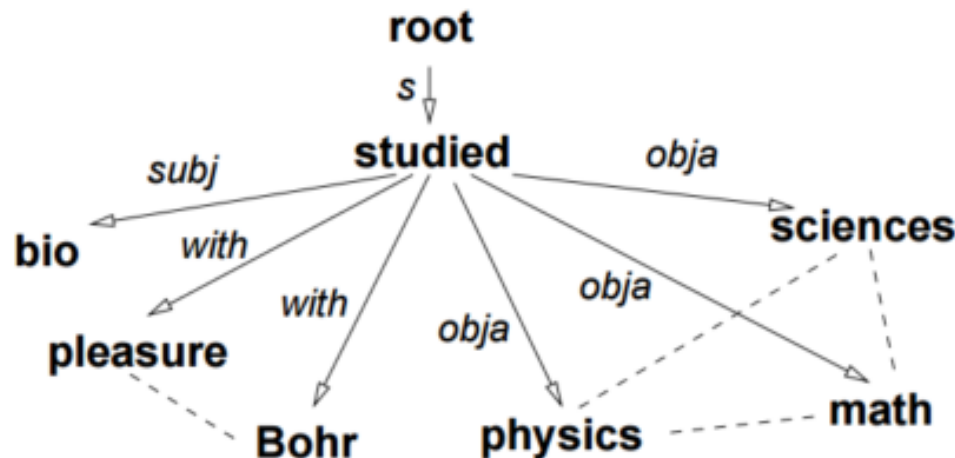 root
s
studied
subj
obja
bio
with
sciences
with
obja
obja
pleasure
Bohr
physics
math